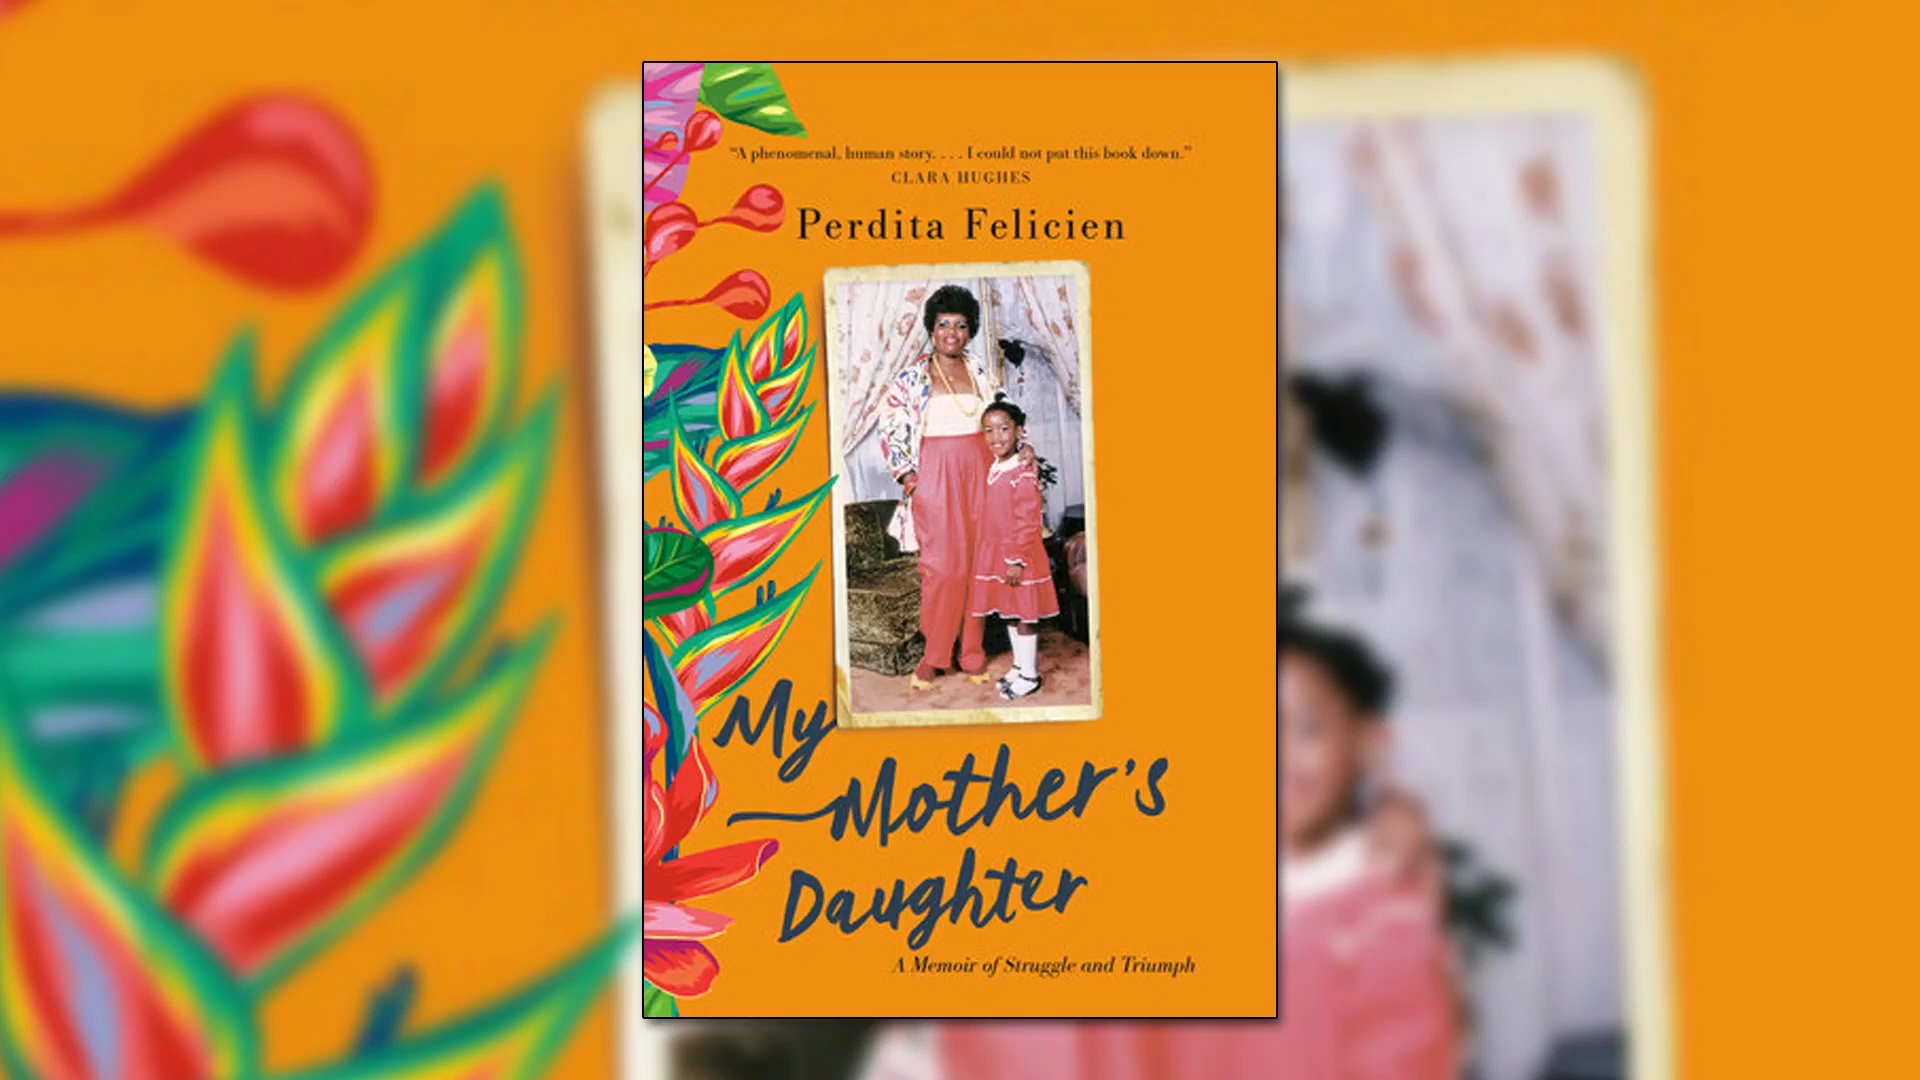 “A phenomenal, human story. . . . I could not put this book down.”
CLARA HUGHES
Perdita Felicien
My
Mother’s
Daughter
A Memoir of Struggle and Triumph